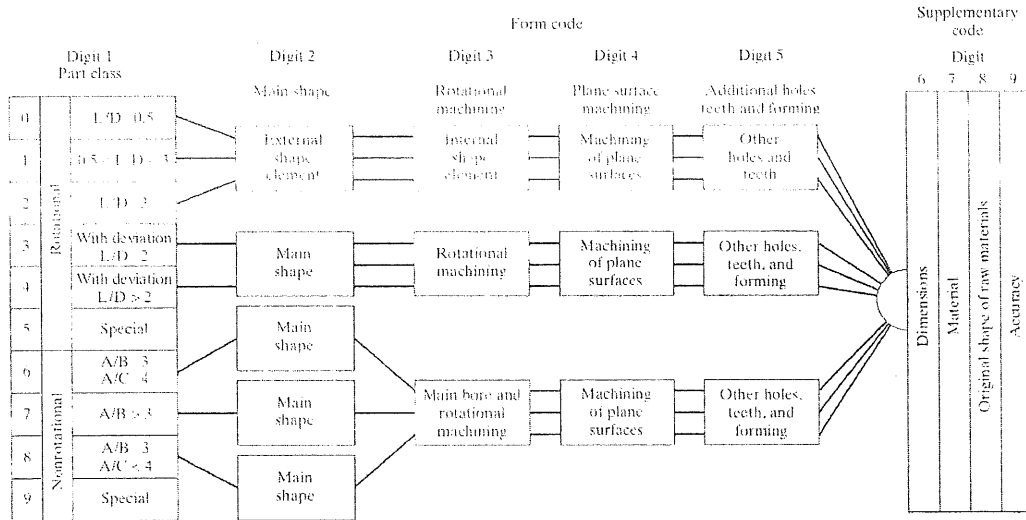 Form code
Supplementary
code
Digit 1
Part class
Digit 2
Digit 3
Digit 4
Digit 5
Digit
6 7 8 9
Main shape
Rotational
machining
Plane surface
machining
Additional holes
teeth and forming
0
1
2
3
4
5
6
7
8
9
Rotational
Nonrotational
L/D 0.5
0.5 L/D 3
L/D 3
With deviation
L/D 2
With deviation
L/D > 2
Special
A/B 3
A/C 4
A/B > 3
A/B 3
A/C < 4
Special
External
shape
element
Internal
shape
element
Machining
of plane
surfaces
Other
holes and
teeth
Main
shape
Rotational
machining
Machining
of plane
surfaces
Other holes,
teeth, and
forming
Main
shape
Main
shape
Main
shape
Main bore and
rotational
machining
Machining
of plane
surfaces
Other holes,
teeth, and
forming
Dimensions
Material
Original shape of raw materials
Accuracy